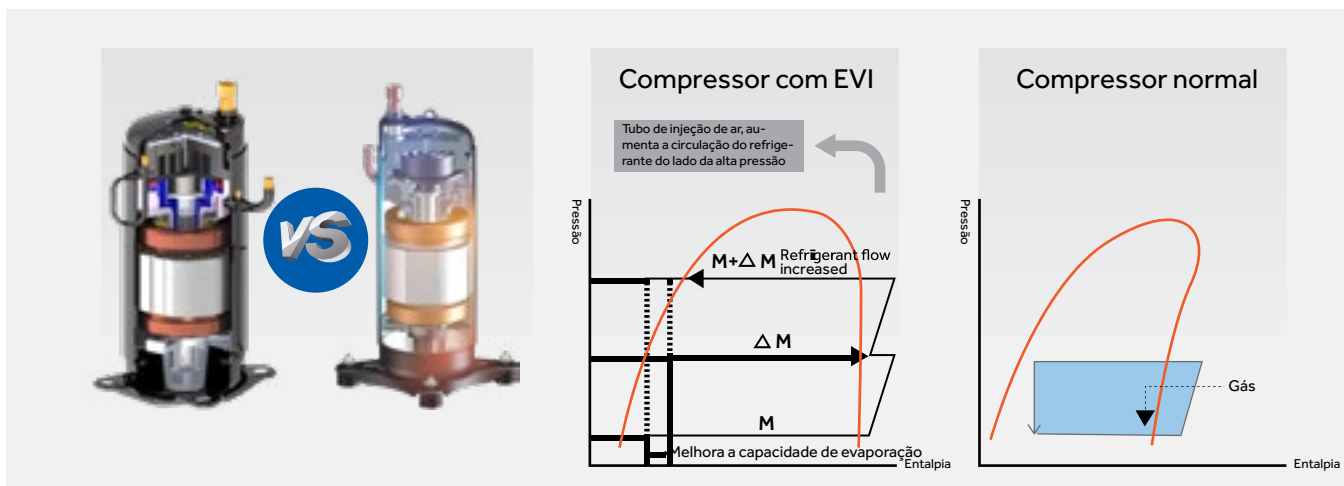 VS
Compressor com EVI
Tubo de injeção de ar, au-
menta a circulação do refrige-
rante do lado da alta pressão
Pressão
M+△ M
Refrigerant flow
increased
△ M
M
Melhora a capacidade de evaporação
Entalpia
Compressor normal
Pressão
Gás
Entalpia